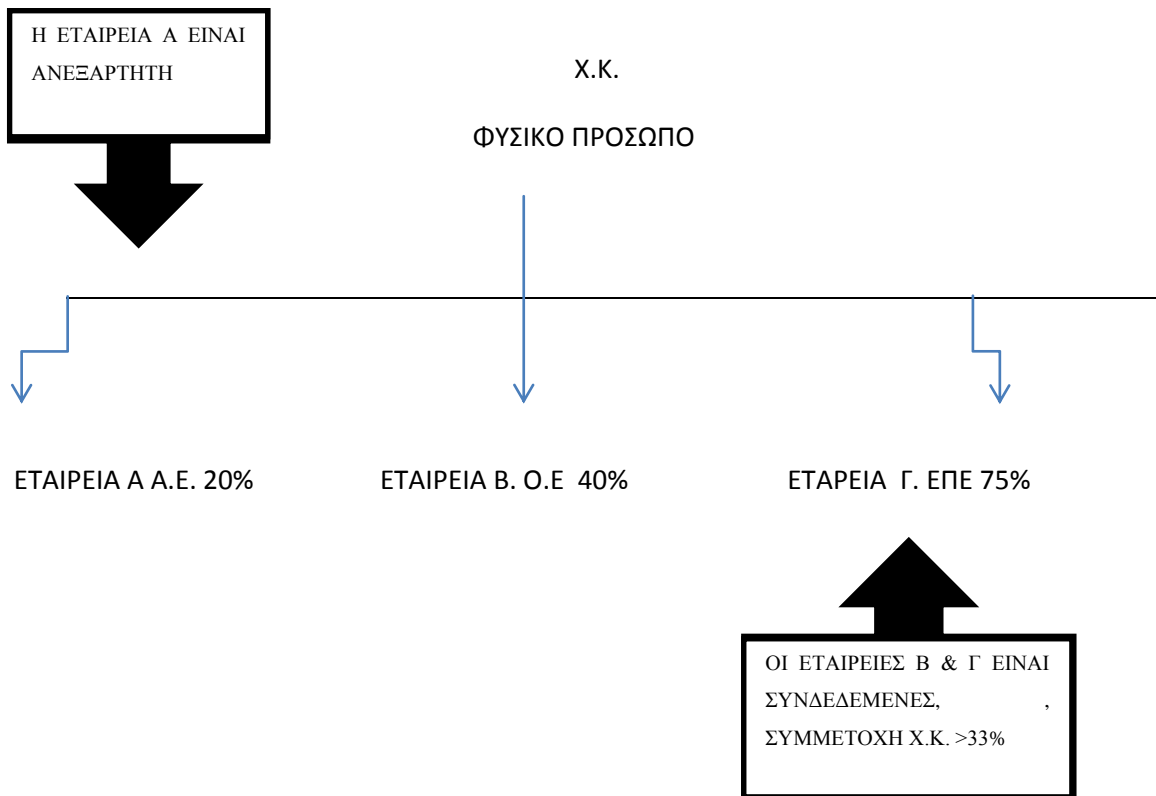 Η ΕΤΑΙΡΕΙΑ Α ΕΙΝΑΙ
ΑΝΕΞΑΡΤΗΤΗ
Χ.Κ.
ΦΥΣΙΚΟ ΠΡΟΣΩΠΟ
ΕΤΑΙΡΕΙΑ Α Α.Ε. 20%
ΕΤΑΙΡΕΙΑ Β. Ο.Ε 40%
ΕΤΑΡΕΙΑ Γ. ΕΠΕ 75%
ΟΙ ΕΤΑΙΡΕΙΕΣ Β & Γ ΕΙΝΑΙ
ΣΥΝΔΕΔΕΜΕΝΕΣ, ,
ΣΥΜΜΕΤΟΧΗ Χ.Κ. >33%